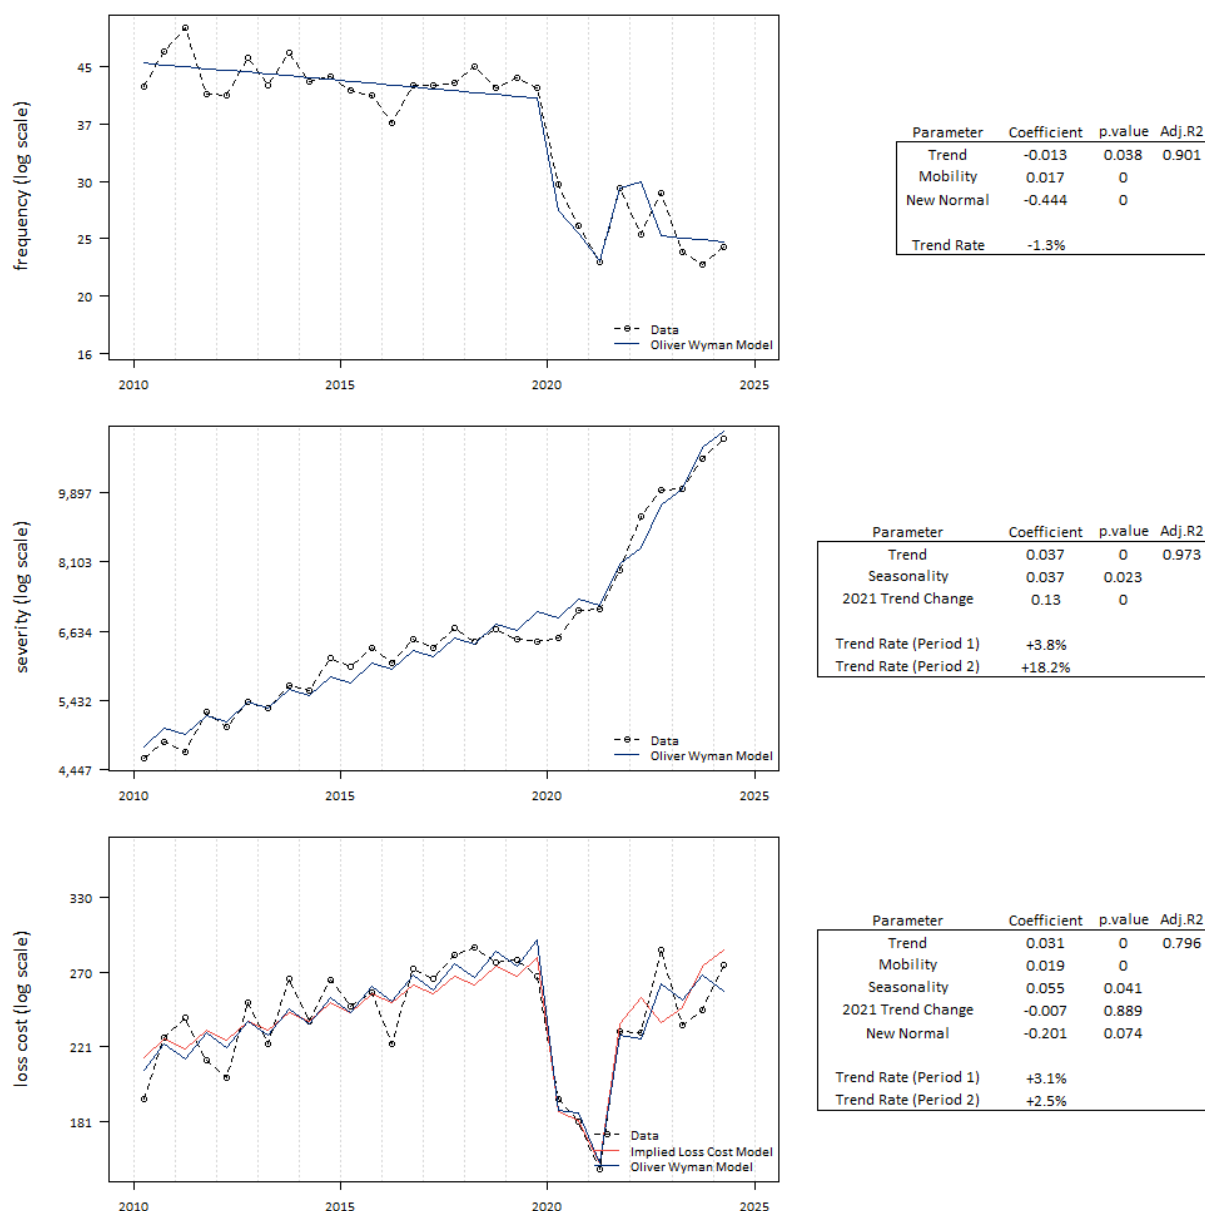 frequency (log scale)
45
37
30
25
20
16
Data
Oliver Wyman Model
2010 2015 2020 2025
Parameter Coefficient p.value Adj.R2
Trend -0.013 0.038 0.901
Mobility 0.017 0
New Normal -0.444 0
Trend Rate -1.3%
severity (log scale)
9,897
8,103
6,634
5,432
4,447
Data
Oliver Wyman Model
2010 2015 2020 2025
Parameter Coefficient p.value Adj.R2
Trend 0.037 0 0.973
Seasonality 0.037 0.023
2021 Trend Change 0.13 0
Trend Rate (Period 1) +3.8%
Trend Rate (Period 2) +18.2%
loss cost (log scale)
330
270
221
181
Data
Implied Loss Cost Model
Oliver Wyman Model
2010 2015 2020 2025
Parameter Coefficient p.value Adj.R2
Trend 0.031 0 0.796
Mobility 0.019 0
Seasonality 0.055 0.041
2021 Trend Change -0.007 0.889
New Normal -0.201 0.074
Trend Rate (Period 1) +3.1%
Trend Rate (Period 2) +2.5%